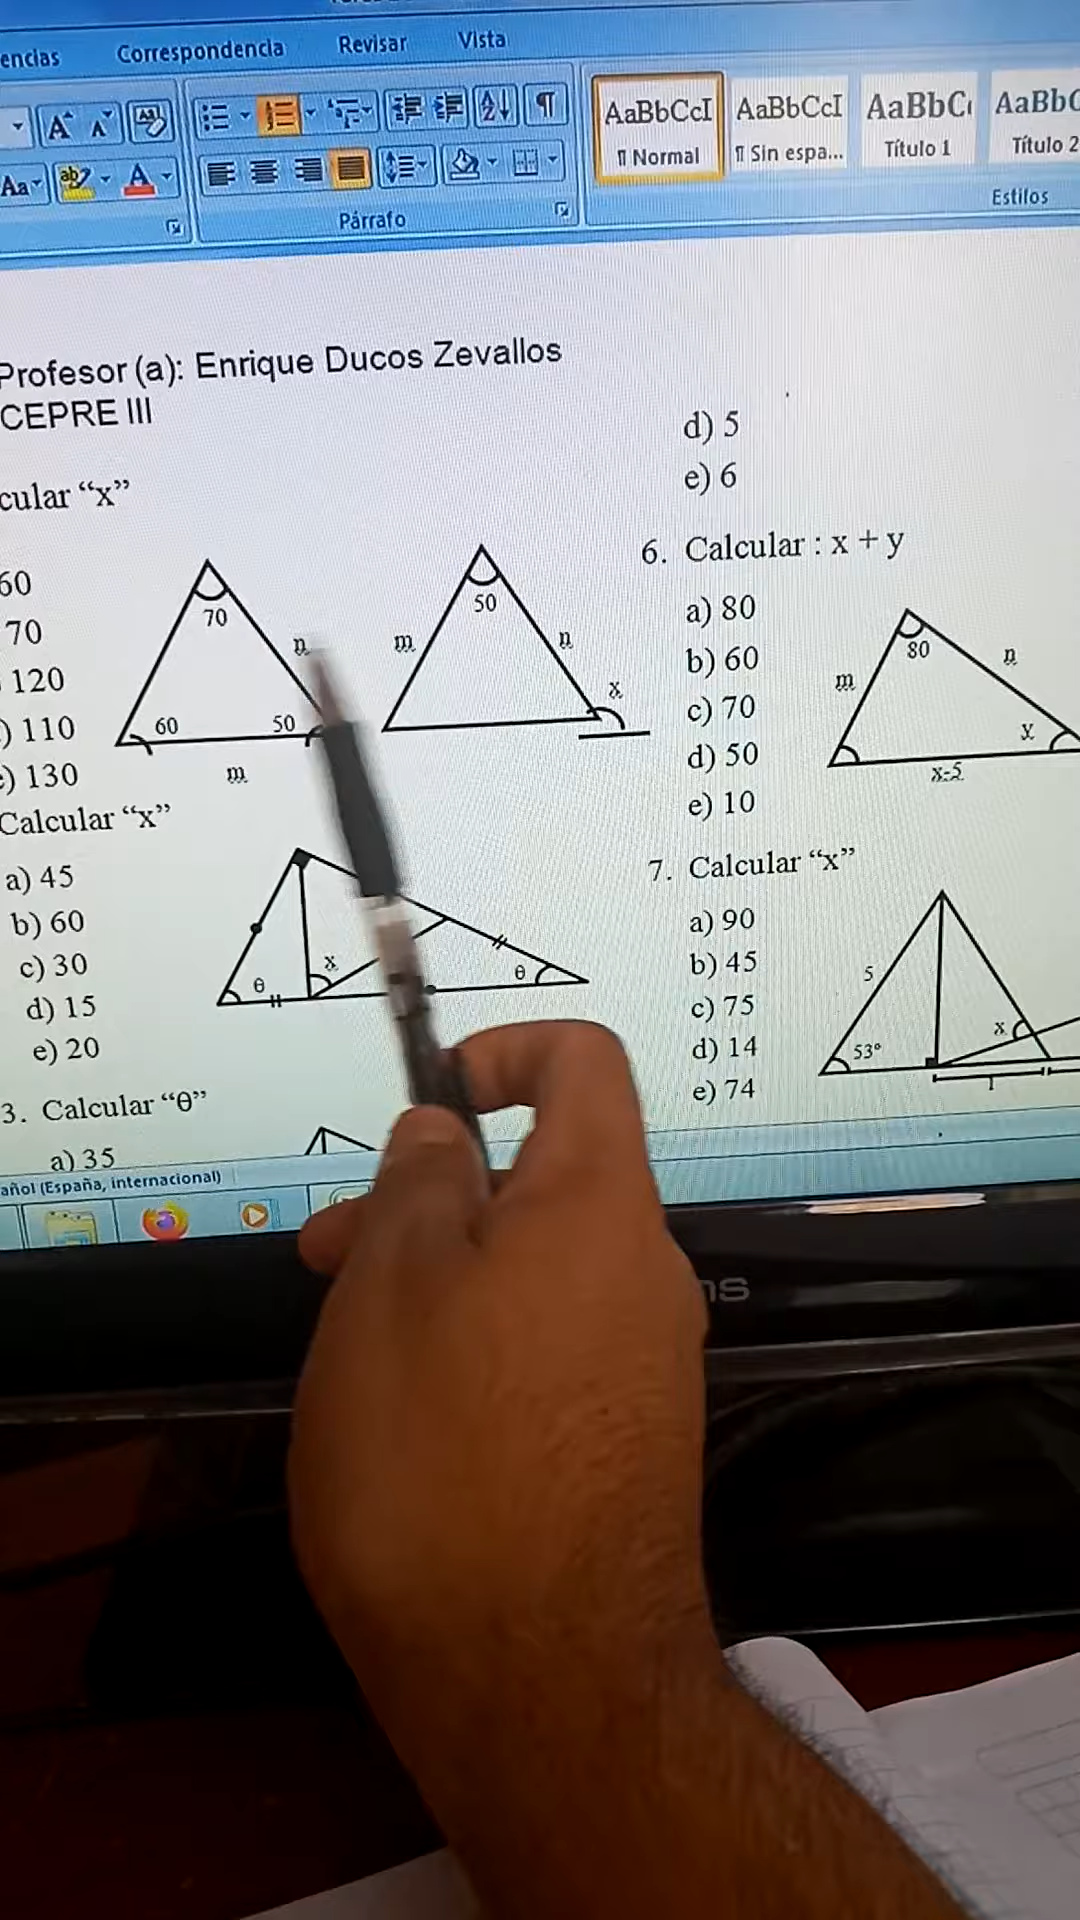 encias Correspondencia Revisar Vista
AaBbCcI AaBbCcI AaBbC AaBbC
¶ Normal ¶ Sin espa... Título 1 Título 2
Párrafo Estilos
Profesor (a): Enrique Ducos Zevallos
CEPRE III
cular “x”
60
70
120
) 110
) 130
70
60
50
n
m
50
m
n
x
Calcular “x”
a) 45
b) 60
c) 30
d) 15
e) 20
θ
x
θ
3. Calcular “θ”
a) 35
d) 5
e) 6
6. Calcular : x + y
a) 80
b) 60
c) 70
d) 50
e) 10
80
m
n
x
x-5
7. Calcular “x”
a) 90
b) 45
c) 75
d) 14
e) 74
5
53°
x
añol (España, internacional)